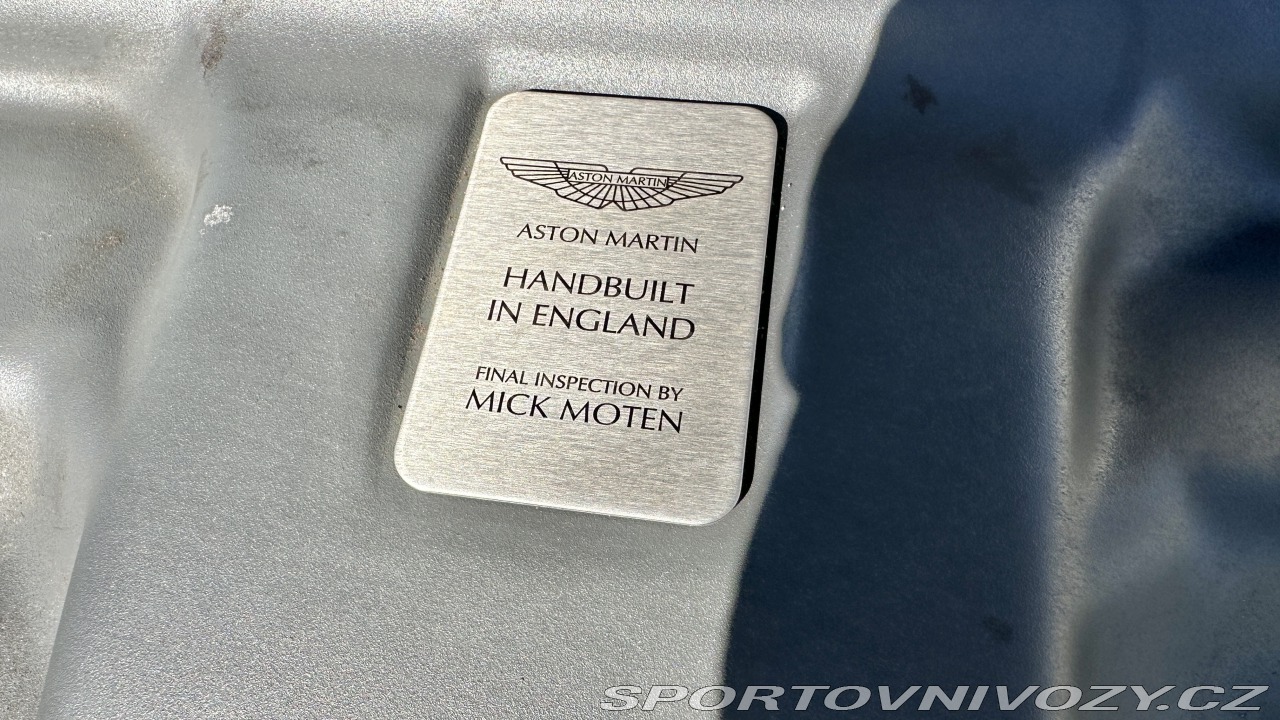 ASTON MARTIN
ASTON MARTIN
HANDBUILT
IN ENGLAND
FINAL INSPECTION BY
MICK MOTEN
SPORTOVNIVOZY.CZ